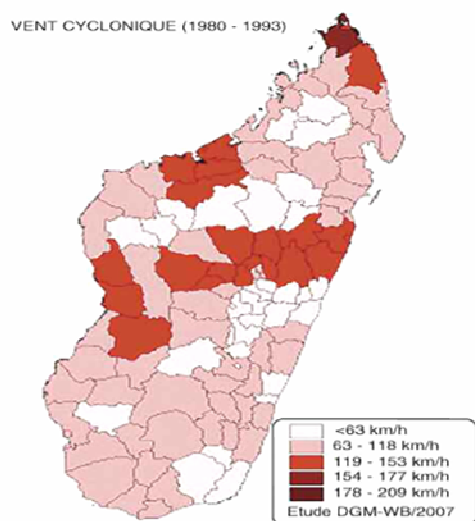 VENT CYCLONIQUE (1980 - 1993)
<63 km/h
63 - 118 km/h
119 - 153 km/h
154 - 177 km/h
178 - 209 km/h
Etude DGM-WB/2007